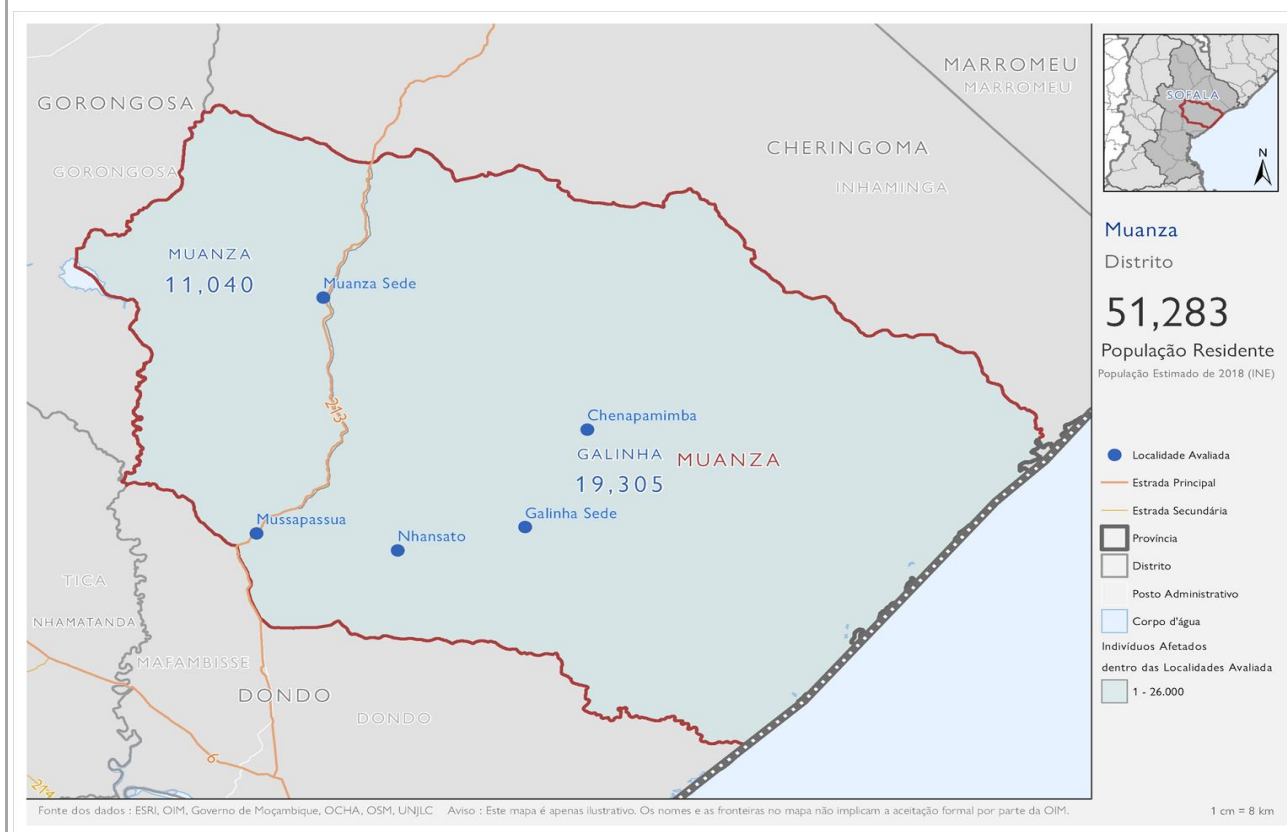 GORONGOSA
GORONGOSA
MARROMEU
MARROMEU
CHERINGOMA
INHAMINGA
MUANZA
11,040
Muanza Sede
213
Chenapamimba
GALINHA
19,305
MUANZA
Galinha Sede
Mussapassua
Nhansato
TICA
NHAMATANDA
MAFAMBISSE
DONDO
DONDO
6
214
SOFALA
N
Muanza
Distrito
51,283
População Residente
População Estimado de 2018 (INE)
Localidade Avaliada
Estrada Principal
Estrada Secundária
Província
Distrito
Posto Administrativo
Corpo d'água
Indivíduos Afetados
dentro das Localidades Avaliada
1 - 26.000
Fonte dos dados : ESRI, OIM, Governo de Moçambique, OCHA, OSM, UNJLC Aviso : Este mapa é apenas ilustrativo. Os nomes e as fronteiras no mapa não implicam a aceitação formal por parte da OIM.
1 cm = 8 km